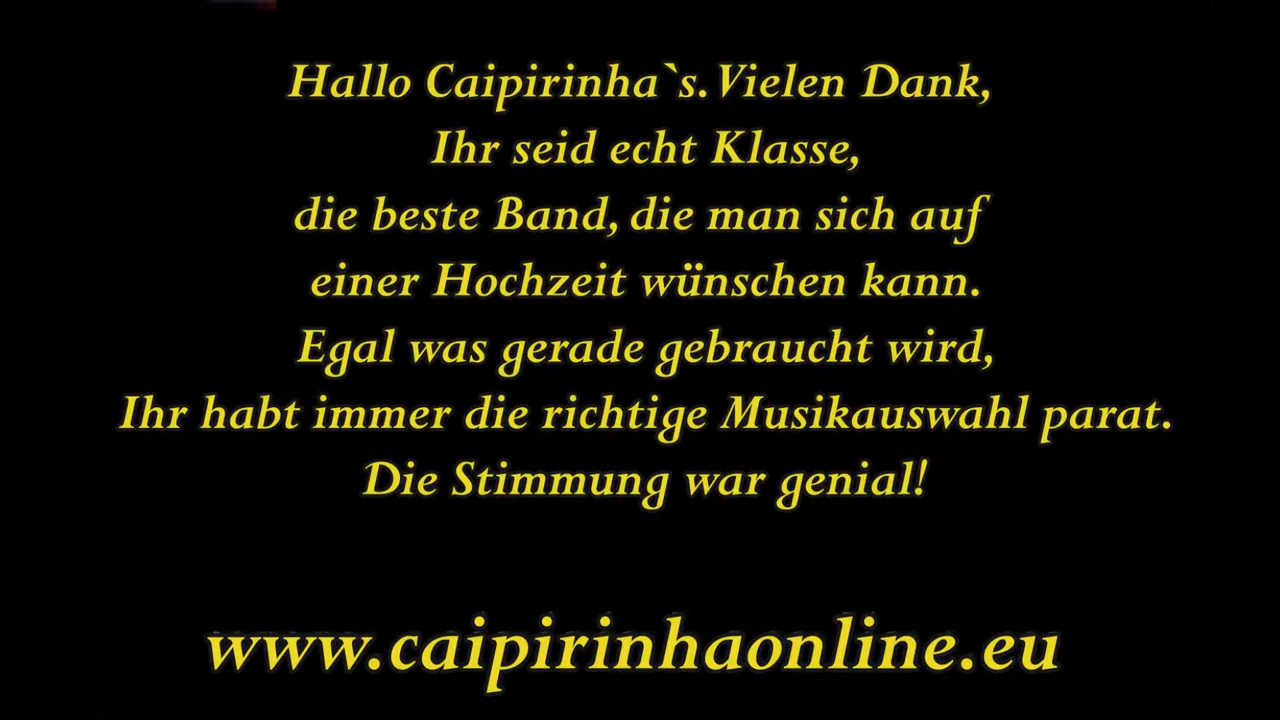 Hallo Caipirinha`s. Vielen Dank,
Ihr seid echt Klasse,
die beste Band, die man sich auf
einer Hochzeit wünschen kann.
Egal was gerade gebraucht wird,
Ihr habt immer die richtige Musikauswahl parat.
Die Stimmung war genial!
www.caipirinhaonline.eu